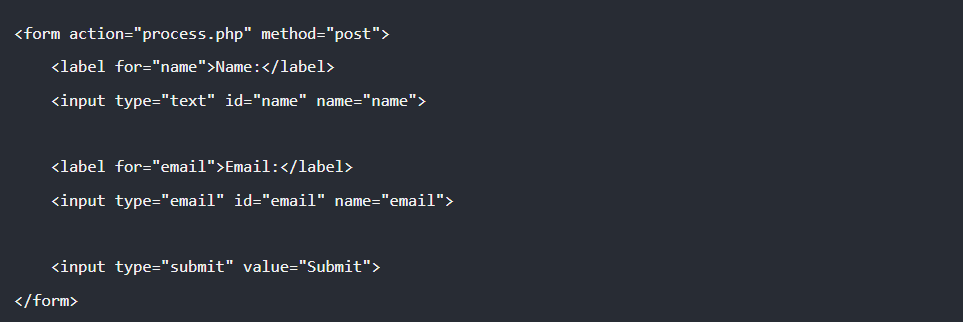 <form action="process.php" method="post">
    <label for="name">Name:</label>
    <input type="text" id="name" name="name">

    <label for="email">Email:</label>
    <input type="email" id="email" name="email">

    <input type="submit" value="Submit">
</form>